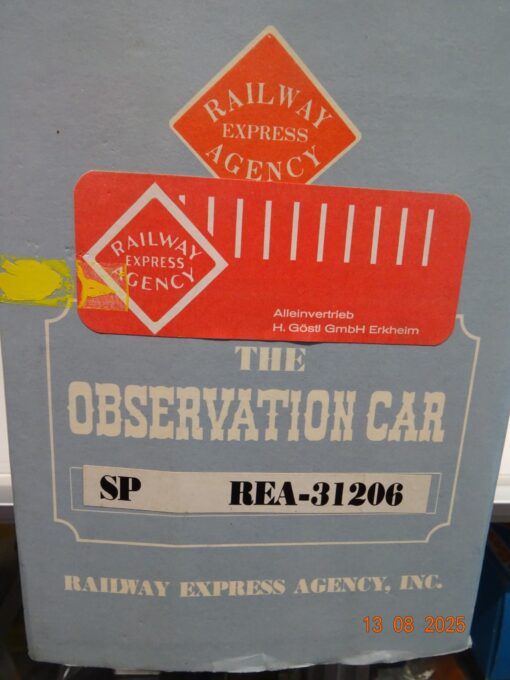 RAILWAY
EXPRESS
AGENCY
RAILWAY
EXPRESS
AGENCY
Alleinvertrieb
H. Göstl GmbH Erkheim
THE
OBSERVATION CAR
SP REA-31206
RAILWAY EXPRESS AGENCY, INC.
13 08 2025